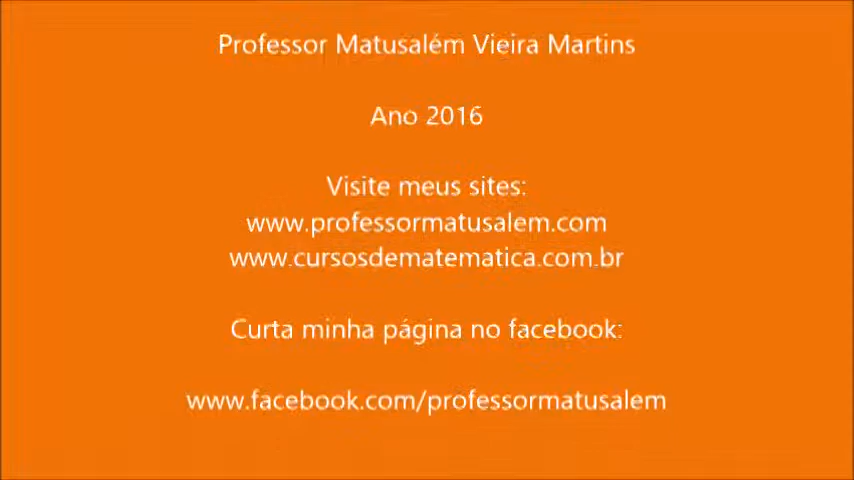 Professor Matusalém Vieira Martins
Ano 2016
Visite meus sites:
www.professormatusalem.com
www.cursosdematematica.com.br
Curta minha página no facebook:
www.facebook.com/professormatusalem